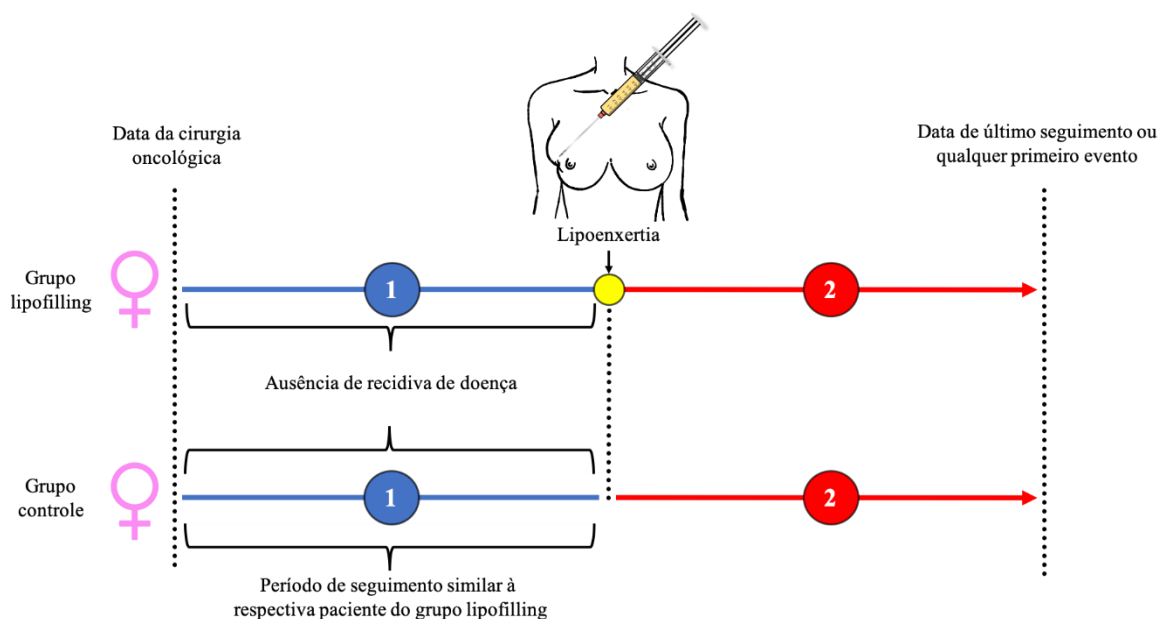 Data da cirurgia
oncológica
Data de último seguimento ou
qualquer primeiro evento
Lipoenxertia
Grupo
lipofilling
1
2
Ausência de recidiva de doença
Grupo
controle
1
2
Período de seguimento similar à
respectiva paciente do grupo lipofilling